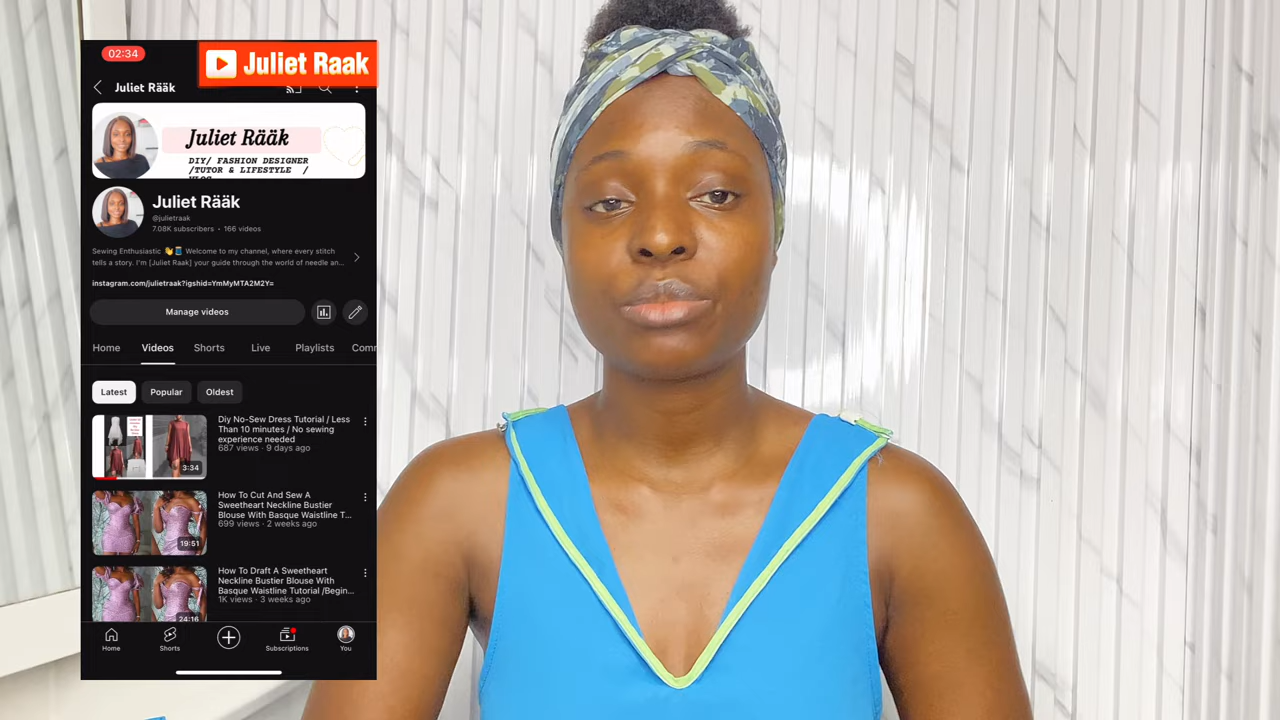 02:34
Juliet Raak
Juliet Rääk
Juliet Rääk
DIY/ FASHION DESIGNER
/TUTOR & LIFESTYLE /
VLOG
Juliet Rääk
@julietraak
7.08K subscribers • 166 videos
Sewing Enthusiastic 👋🧵 Welcome to my channel, where every stitch
tells a story. I'm [Juliet Raak] your guide through the world of needle an...
instagram.com/julietraak?igshid=YmMyMTA2M2Y=
Manage videos
Home Videos Shorts Live Playlists Comm
Latest Popular Oldest
Diy No-Sew Dress Tutorial / Less
Than 10 minutes / No sewing
experience needed
687 views · 9 days ago
3:34
How To Cut And Sew A
Sweetheart Neckline Bustier
Blouse With Basque Waistline T...
699 views · 2 weeks ago
19:51
How To Draft A Sweetheart
Neckline Bustier Blouse With
Basque Waistline Tutorial /Begin...
1K views · 3 weeks ago
24:16
Home Shorts Subscriptions You